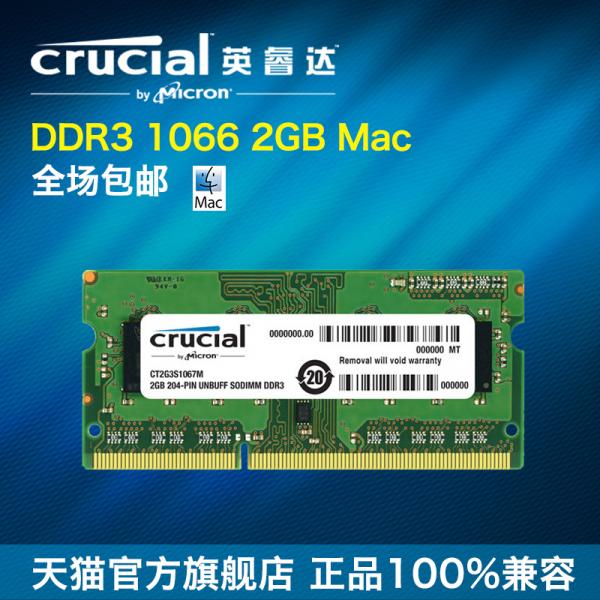 crucial 英睿达
by Micron
DDR3 1066 2GB Mac
全场包邮
Mac
94V-0
crucial
by Micron
0000000.00
000000 MT
Removal will void warranty
CT2G3S1067M
2GB 204-PIN UNBUFF SODIMM DDR3
20
000000
天猫官方旗舰店 正品100%兼容